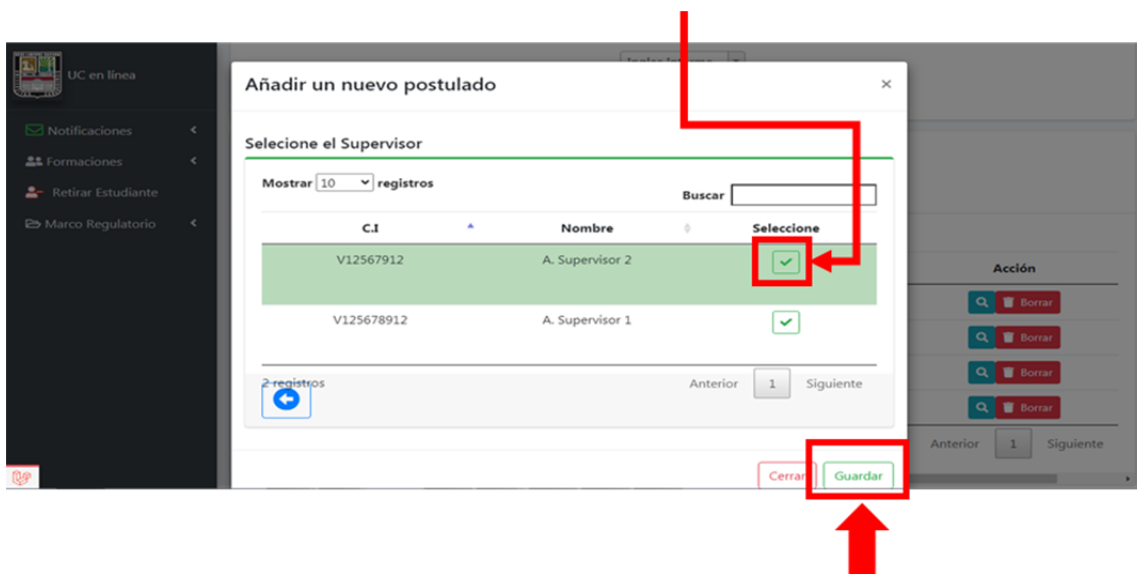 UC en línea
Notificaciones
Formaciones
Retirar Estudiante
Marco Regulatorio
Añadir un nuevo postulado ×
Selecione el Supervisor
Mostrar 10 registros
Buscar
C.I Nombre Seleccione
V12567912 A. Supervisor 2
V125678912 A. Supervisor 1
2 registros
Anterior 1 Siguiente
Cerrar Guardar
Acción
Borrar
Borrar
Borrar
Borrar
Anterior 1 Siguiente